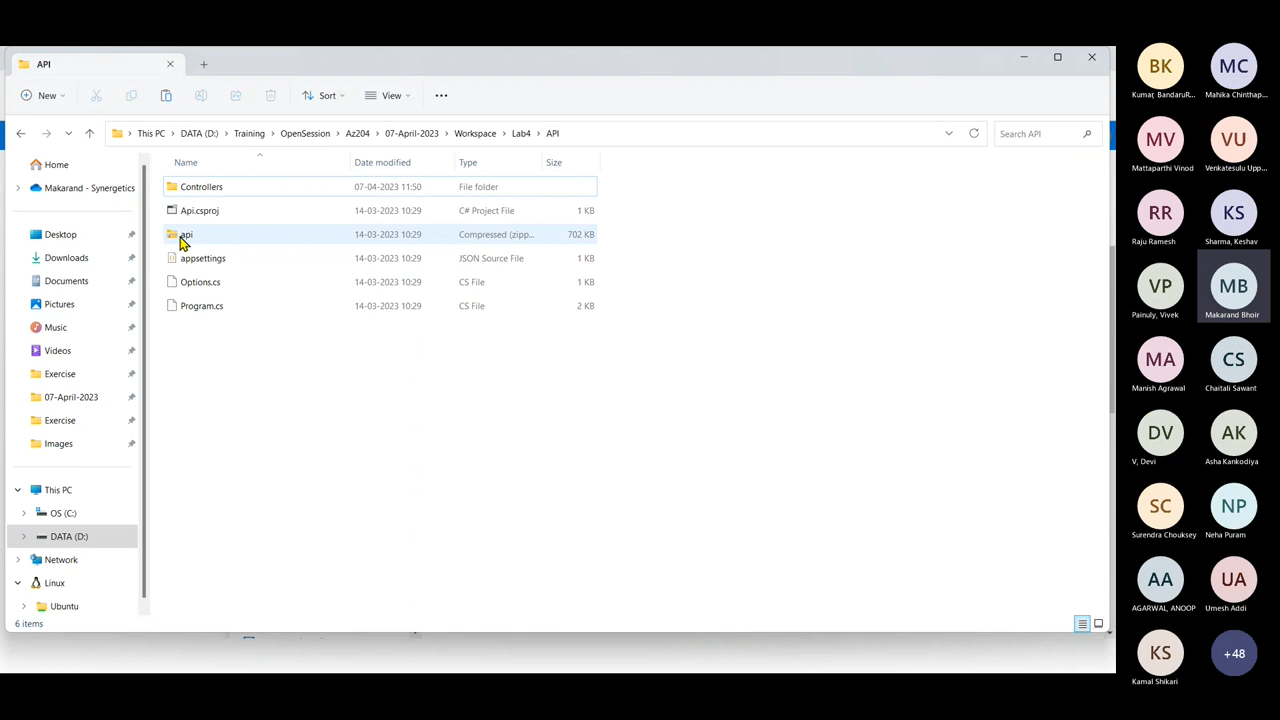 API
New
Sort
View
This PC
DATA (D:)
Training
OpenSession
Az204
07-April-2023
Workspace
Lab4
API
Search API
Name
Date modified
Type
Size
Controllers
07-04-2023 11:50
File folder
Api.csproj
14-03-2023 10:29
C# Project File
1 KB
api
14-03-2023 10:29
Compressed (zipp...
702 KB
appsettings
14-03-2023 10:29
JSON Source File
1 KB
Options.cs
14-03-2023 10:29
CS File
1 KB
Program.cs
14-03-2023 10:29
CS File
2 KB
Home
Makarand - Synergetics
Desktop
Downloads
Documents
Pictures
Music
Videos
Exercise
07-April-2023
Exercise
Images
This PC
OS (C:)
DATA (D:)
Network
Linux
Ubuntu
6 items
BK
Kumar, BandaruR...
MC
Mahika Chinthap...
MV
Mattaparthi Vinod
VU
Venkatesulu Upp...
RR
Raju Ramesh
KS
Sharma, Keshav
VP
Painuly, Vivek
MB
Makarand Bhoir
MA
Manish Agrawal
CS
Chaitali Sawant
DV
V, Devi
AK
Asha Kankodiya
SC
Surendra Chouksey
NP
Neha Puram
AA
AGARWAL, ANOOP
UA
Umesh Addi
KS
Kamal Shikari
+48